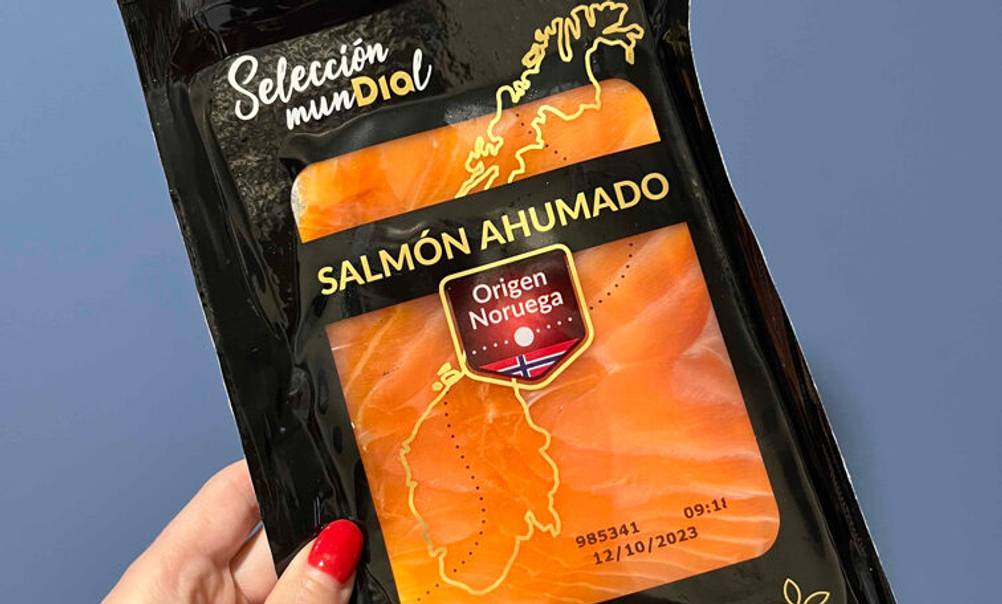 Selección
munDIAl
SALMÓN AHUMADO
Origen
Noruega
985341 09:11
12/10/2023